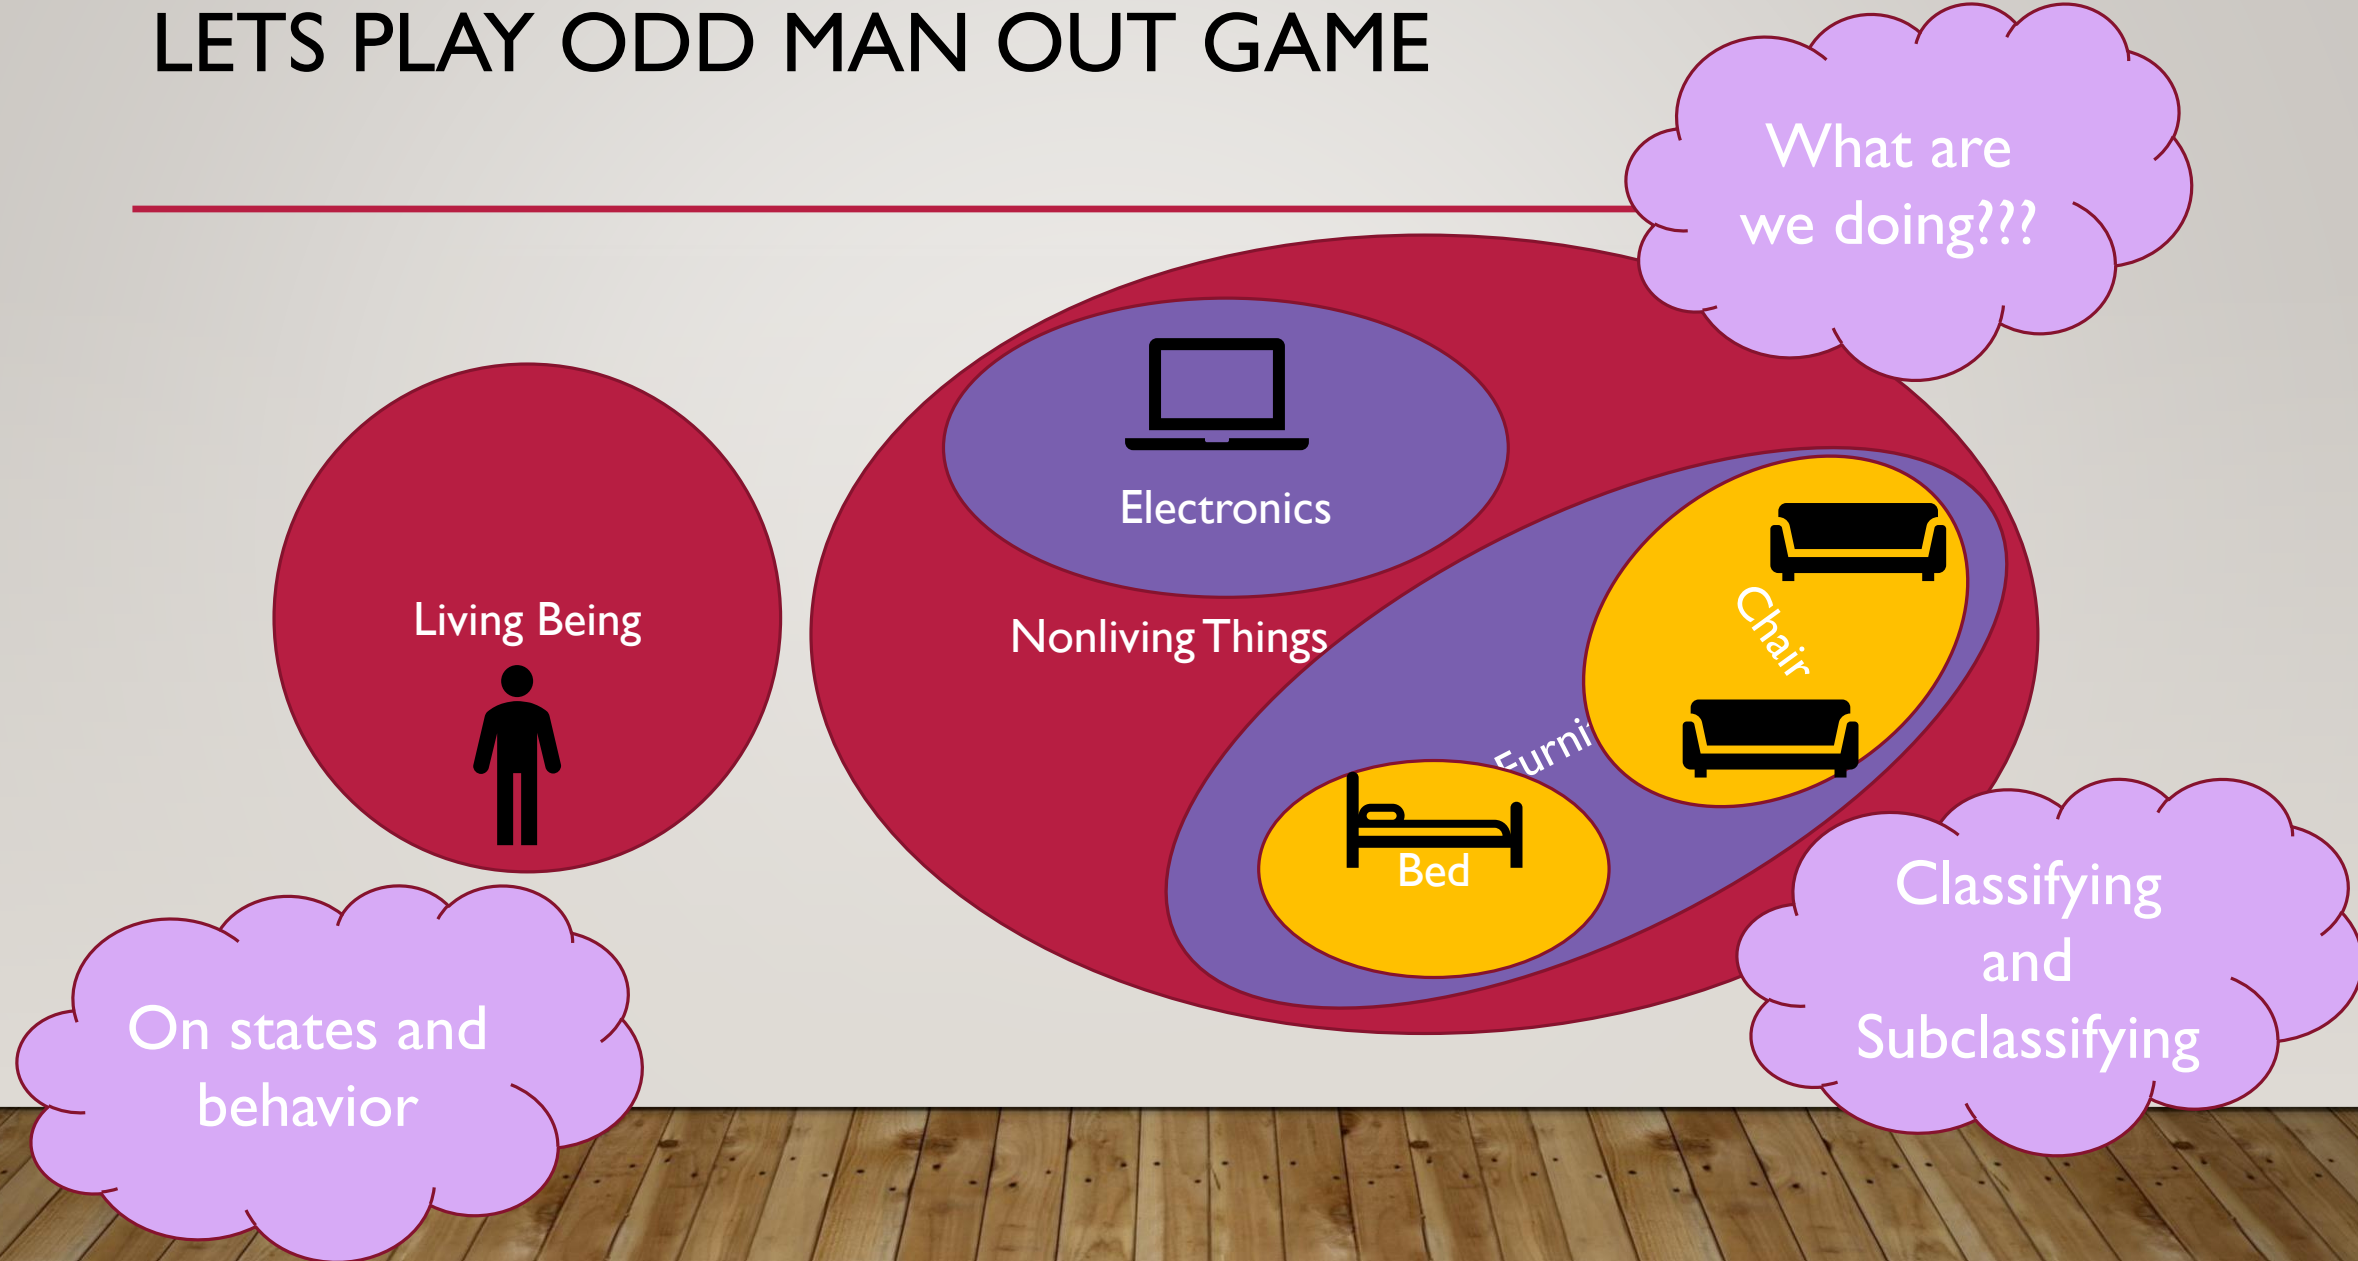 LETS PLAY ODD MAN OUT GAME
What are
we doing???
Electronics
Living Being
Nonliving Things
Chair
Furni
Bed
Classifying
and
Subclassifying
On states and
behavior